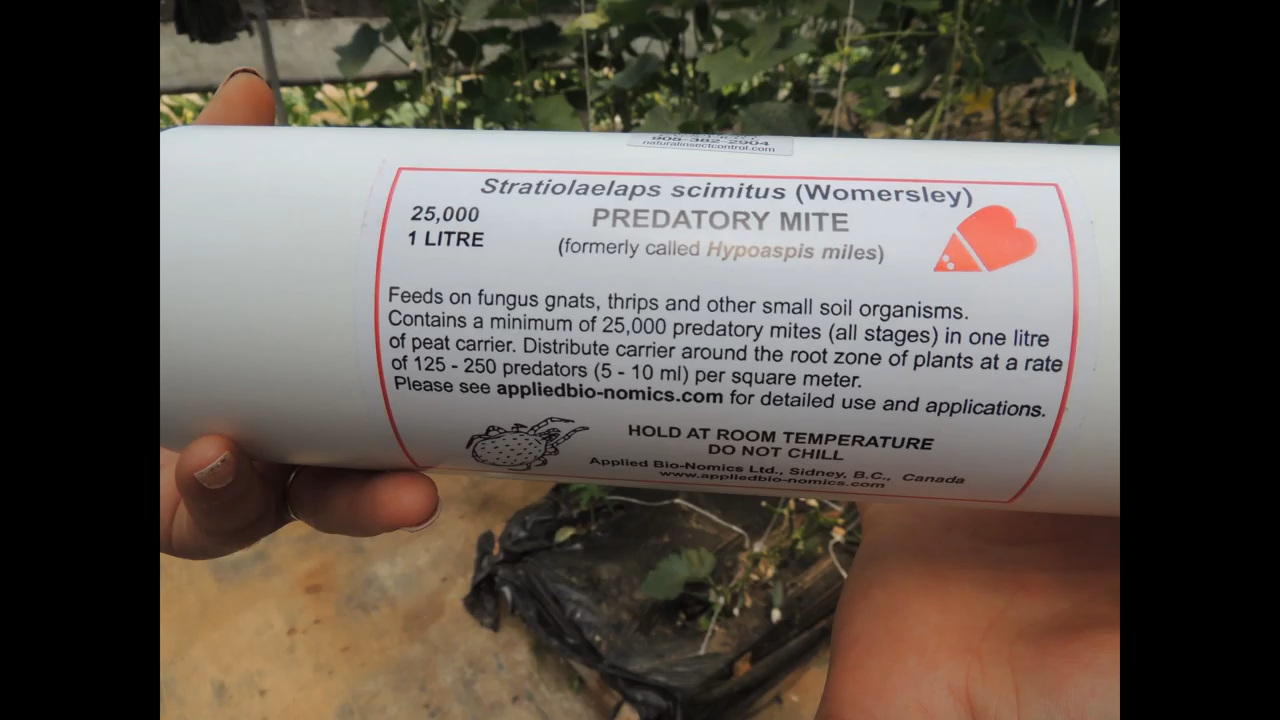 905-382-2904
naturalinsectcontrol.com
Stratiolaelaps scimitus (Womersley)
25,000
1 LITRE
PREDATORY MITE
(formerly called Hypoaspis miles)
Feeds on fungus gnats, thrips and other small soil organisms.
Contains a minimum of 25,000 predatory mites (all stages) in one litre
of peat carrier. Distribute carrier around the root zone of plants at a rate
of 125 - 250 predators (5 - 10 ml) per square meter.
Please see appliedbio-nomics.com for detailed use and applications.
HOLD AT ROOM TEMPERATURE
DO NOT CHILL
Applied Bio-Nomics Ltd., Sidney, B.C., Canada
www.appliedbio-nomics.com